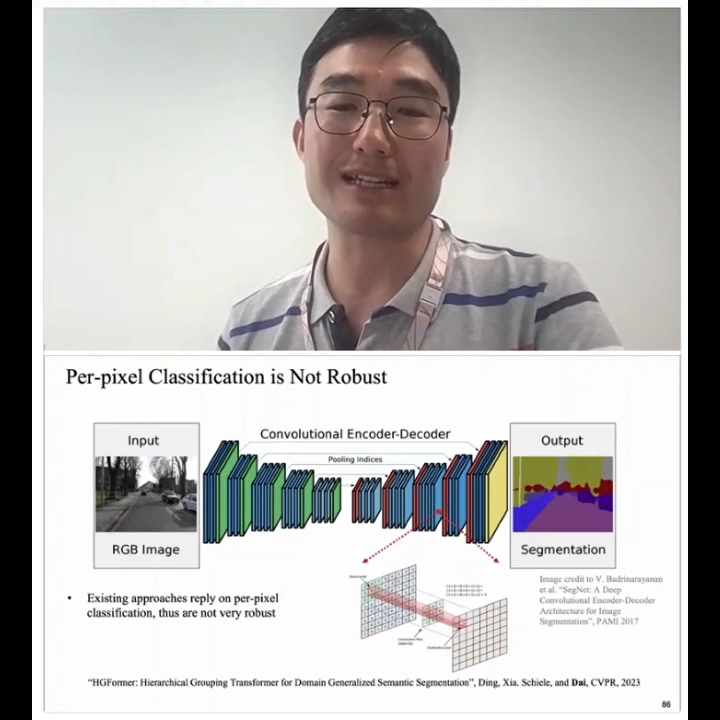 Per-pixel Classification is Not Robust
Input
Convolutional Encoder-Decoder
Output
Pooling Indices
RGB Image
Segmentation
• Existing approaches reply on per-pixel
classification, thus are not very robust
Image credit to V. Badrinarayanan
et al. “SegNet: A Deep
Convolutional Encoder-Decoder
Architecture for Image
Segmentation”, PAMI 2017
“HGFormer: Hierarchical Grouping Transformer for Domain Generalized Semantic Segmentation”, Ding, Xia. Schiele, and Dai, CVPR, 2023
86